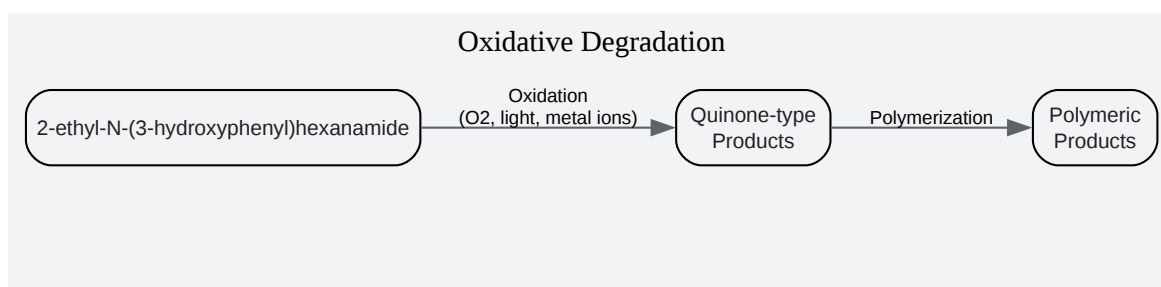 Oxidative Degradation
2-ethyl-N-(3-hydroxyphenyl)hexanamide
Oxidation
(O2, light, metal ions)
Quinone-type
Products
Polymerization
Polymeric
Products